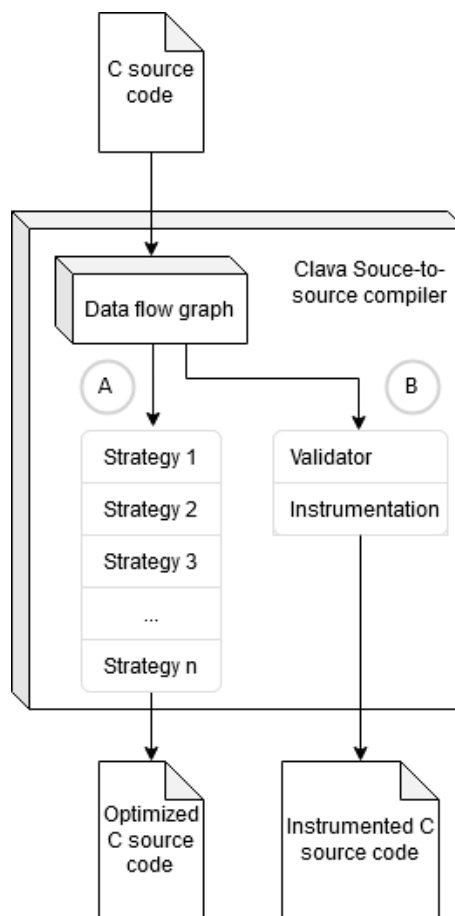 C source
code
Clava Souce-to-
source compiler
Data flow graph
A
B
Strategy 1
Strategy 2
Strategy 3
...
Strategy n
Validator
Instrumentation
Optimized
C source
code
Instrumented C
source code